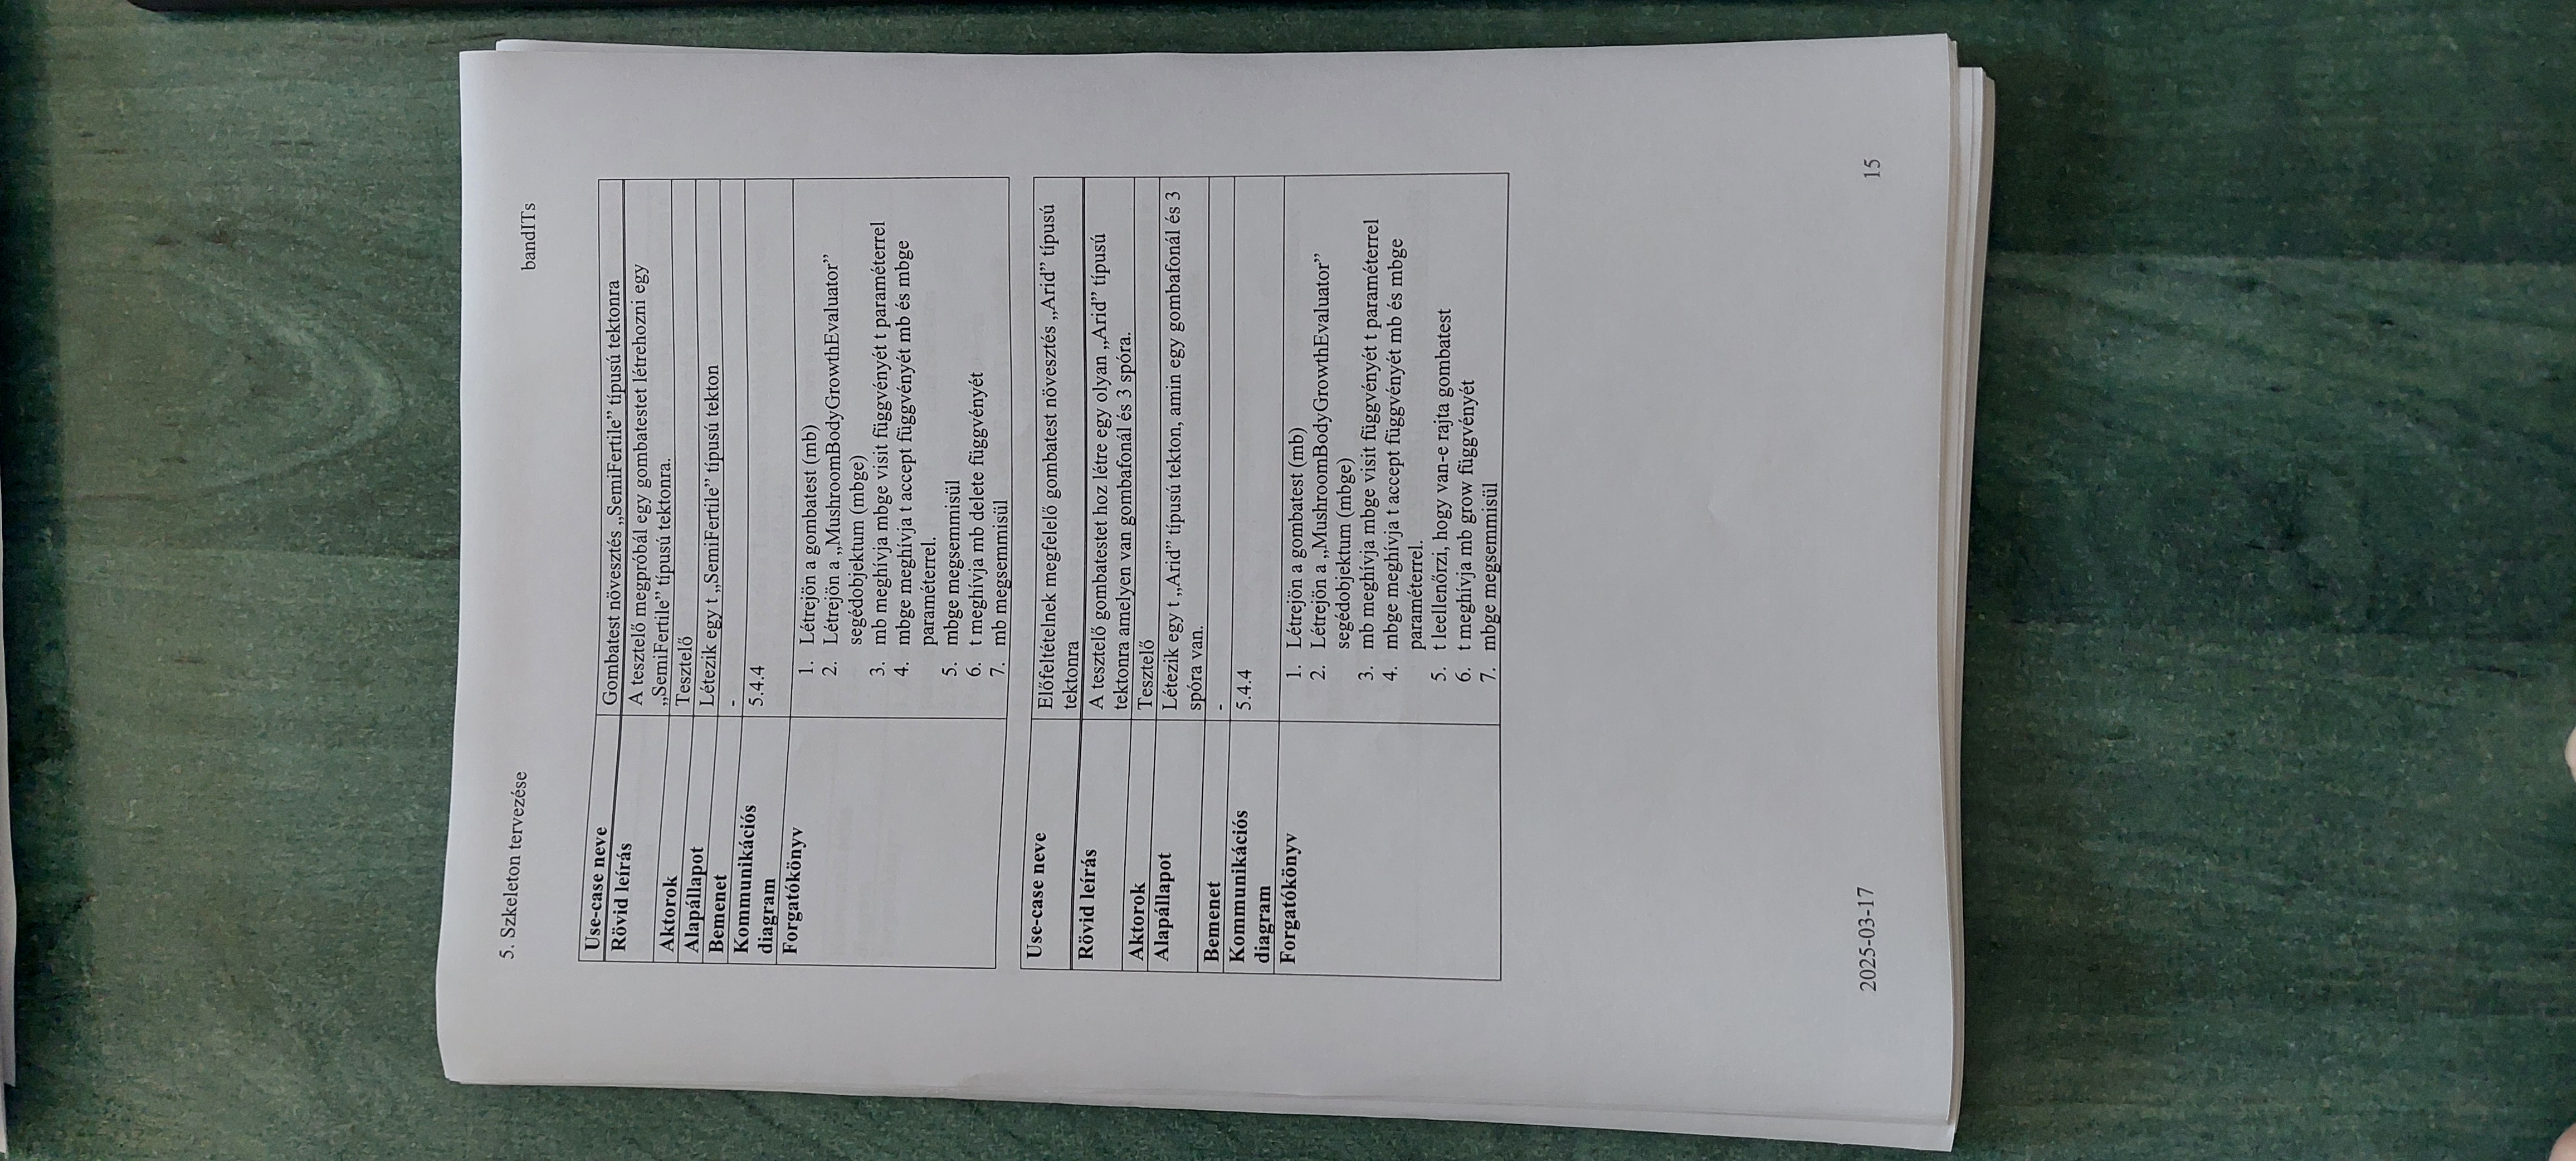 5. Szkeleton tervezése
bandITs
Use-case neve
Gombatest növesztés „SemiFertile” típusú tektonra
Rövid leírás
A tesztelő megpróbál egy gombatestet létrehozni egy
„SemiFertile” típusú tektonra.
Aktorok
Tesztelő
Alapállapot
Létezik egy t „SemiFertile” típusú tekton
Bemenet
-
Kommunikációs
diagram
5.4.4
Forgatókönyv
1. Létrejön a gombatest (mb)
2. Létrejön a „MushroomBodyGrowthEvaluator”
segédobjektum (mbge)
3. mb meghívja mbge visit függvényét t paraméterrel
4. mbge meghívja t accept függvényét mb és mbge
paraméterrel.
5. mbge megsemmisül
6. t meghívja mb delete függvényét
7. mb megsemmisül
Use-case neve
Előfeltételnek megfelelő gombatest növesztés „Arid” típusú
tektonra
Rövid leírás
A tesztelő gombatestet hoz létre egy olyan „Arid” típusú
tektonra amelyen van gombafonál és 3 spóra.
Aktorok
Tesztelő
Alapállapot
Létezik egy t „Arid” típusú tekton, amin egy gombafonál és 3
spóra van.
Bemenet
-
Kommunikációs
diagram
5.4.4
Forgatókönyv
1. Létrejön a gombatest (mb)
2. Létrejön a „MushroomBodyGrowthEvaluator”
segédobjektum (mbge)
3. mb meghívja mbge visit függvényét t paraméterrel
4. mbge meghívja t accept függvényét mb és mbge
paraméterrel.
5. t leellenőrzi, hogy van-e rajta gombatest
6. t meghívja mb grow függvényét
7. mbge megsemmisül
2025-03-17
15